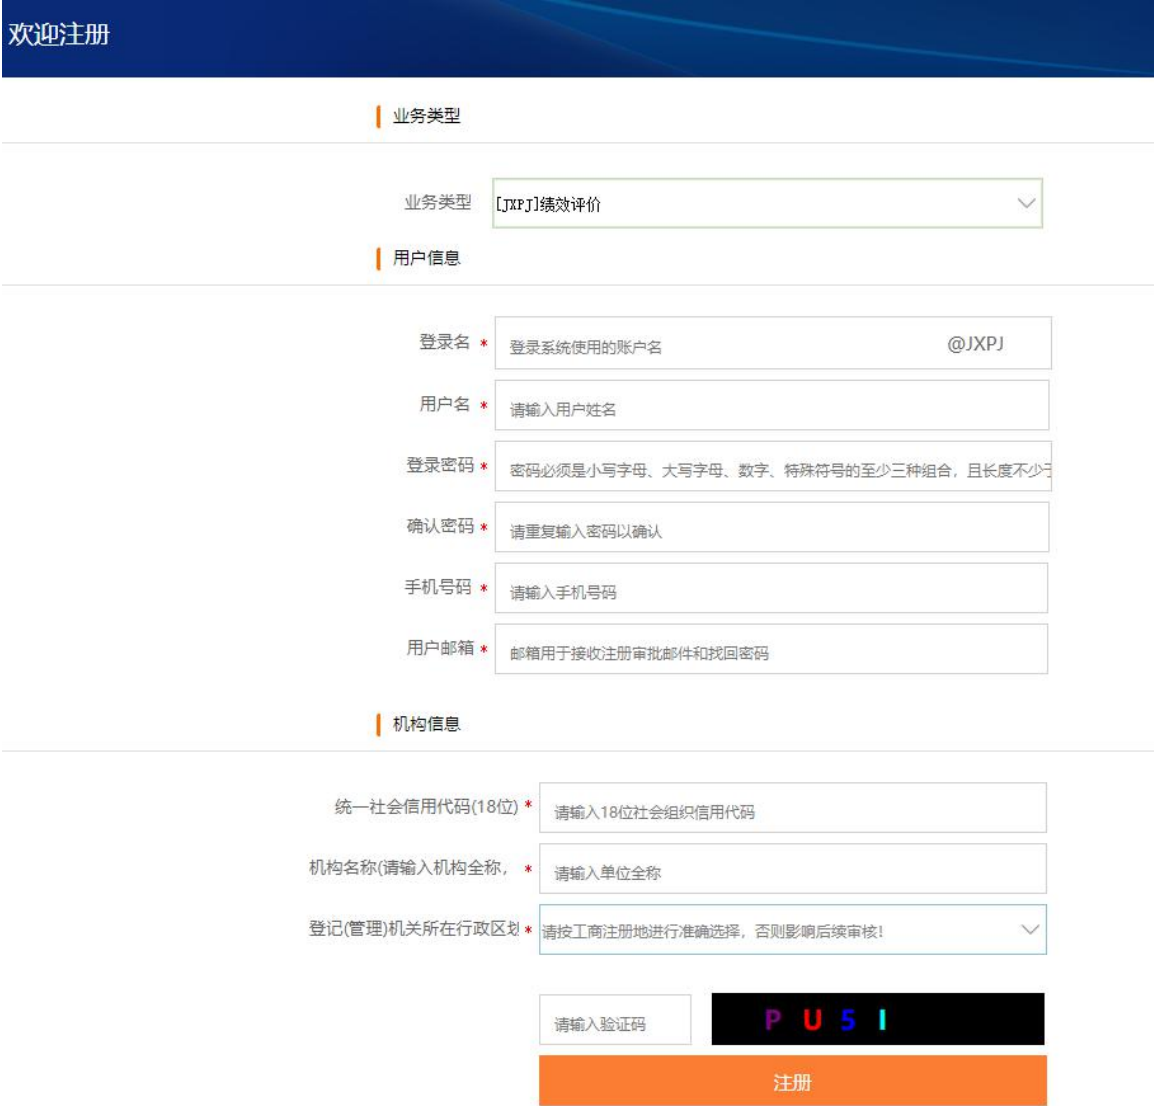 欢迎注册
业务类型
业务类型 [JXPJ]绩效评价
用户信息
登录名 * 登录系统使用的账户名 @JXPJ
用户名 * 请输入用户姓名
登录密码 * 密码必须是小写字母、大写字母、数字、特殊符号的至少三种组合，且长度不少于
确认密码 * 请重复输入密码以确认
手机号码 * 请输入手机号码
用户邮箱 * 邮箱用于接收注册审批邮件和找回密码
机构信息
统一社会信用代码(18位) * 请输入18位社会组织信用代码
机构名称(请输入机构全称， * 请输入单位全称
登记(管理)机关所在行政区划 * 请按工商注册地进行准确选择，否则影响后续审核！
请输入验证码 P U 5 I
注册